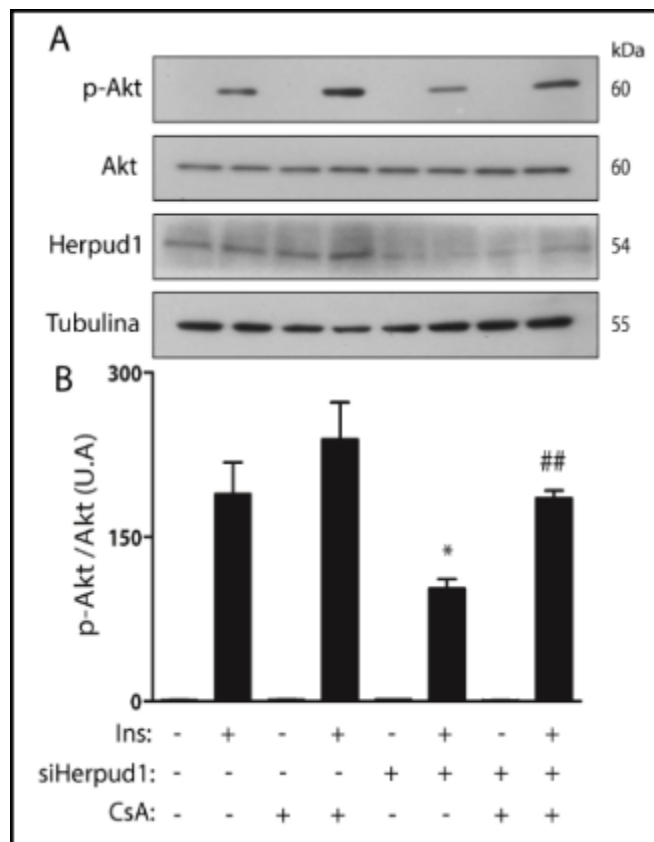 A
kDa
p-Akt
60
Akt
60
Herpud1
54
Tubulina
55
B
p-Akt/Akt (U.A)
300
150
0
*
##
Ins: - + - + - + - +
siHerpud1: - - - - + + + +
CsA: - - + + - - + +